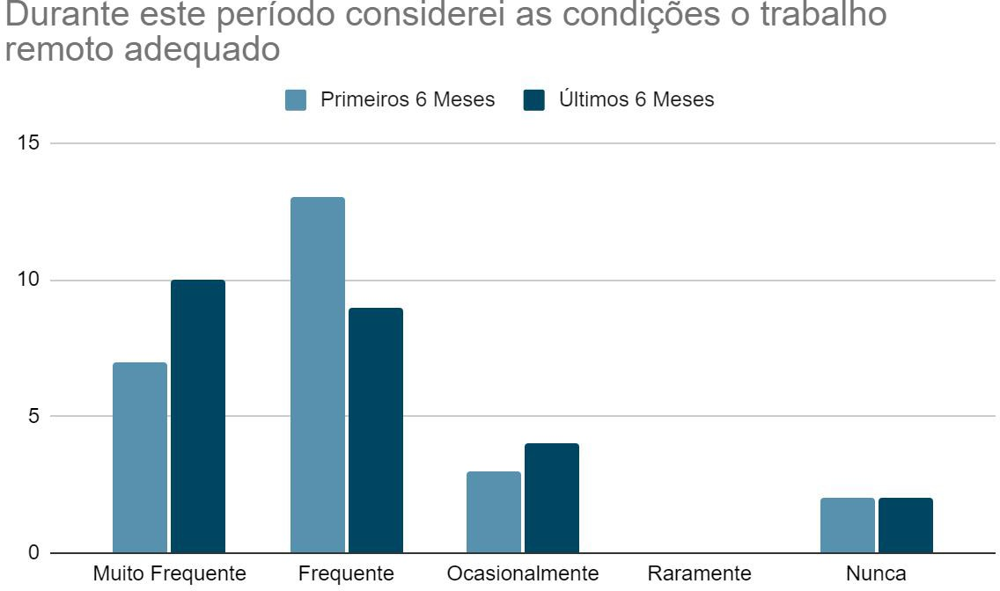 Durante este período considerei as condições o trabalho
remoto adequado
Primeiros 6 Meses Últimos 6 Meses
15
10
5
0
Muito Frequente Frequente Ocasionalmente Raramente Nunca